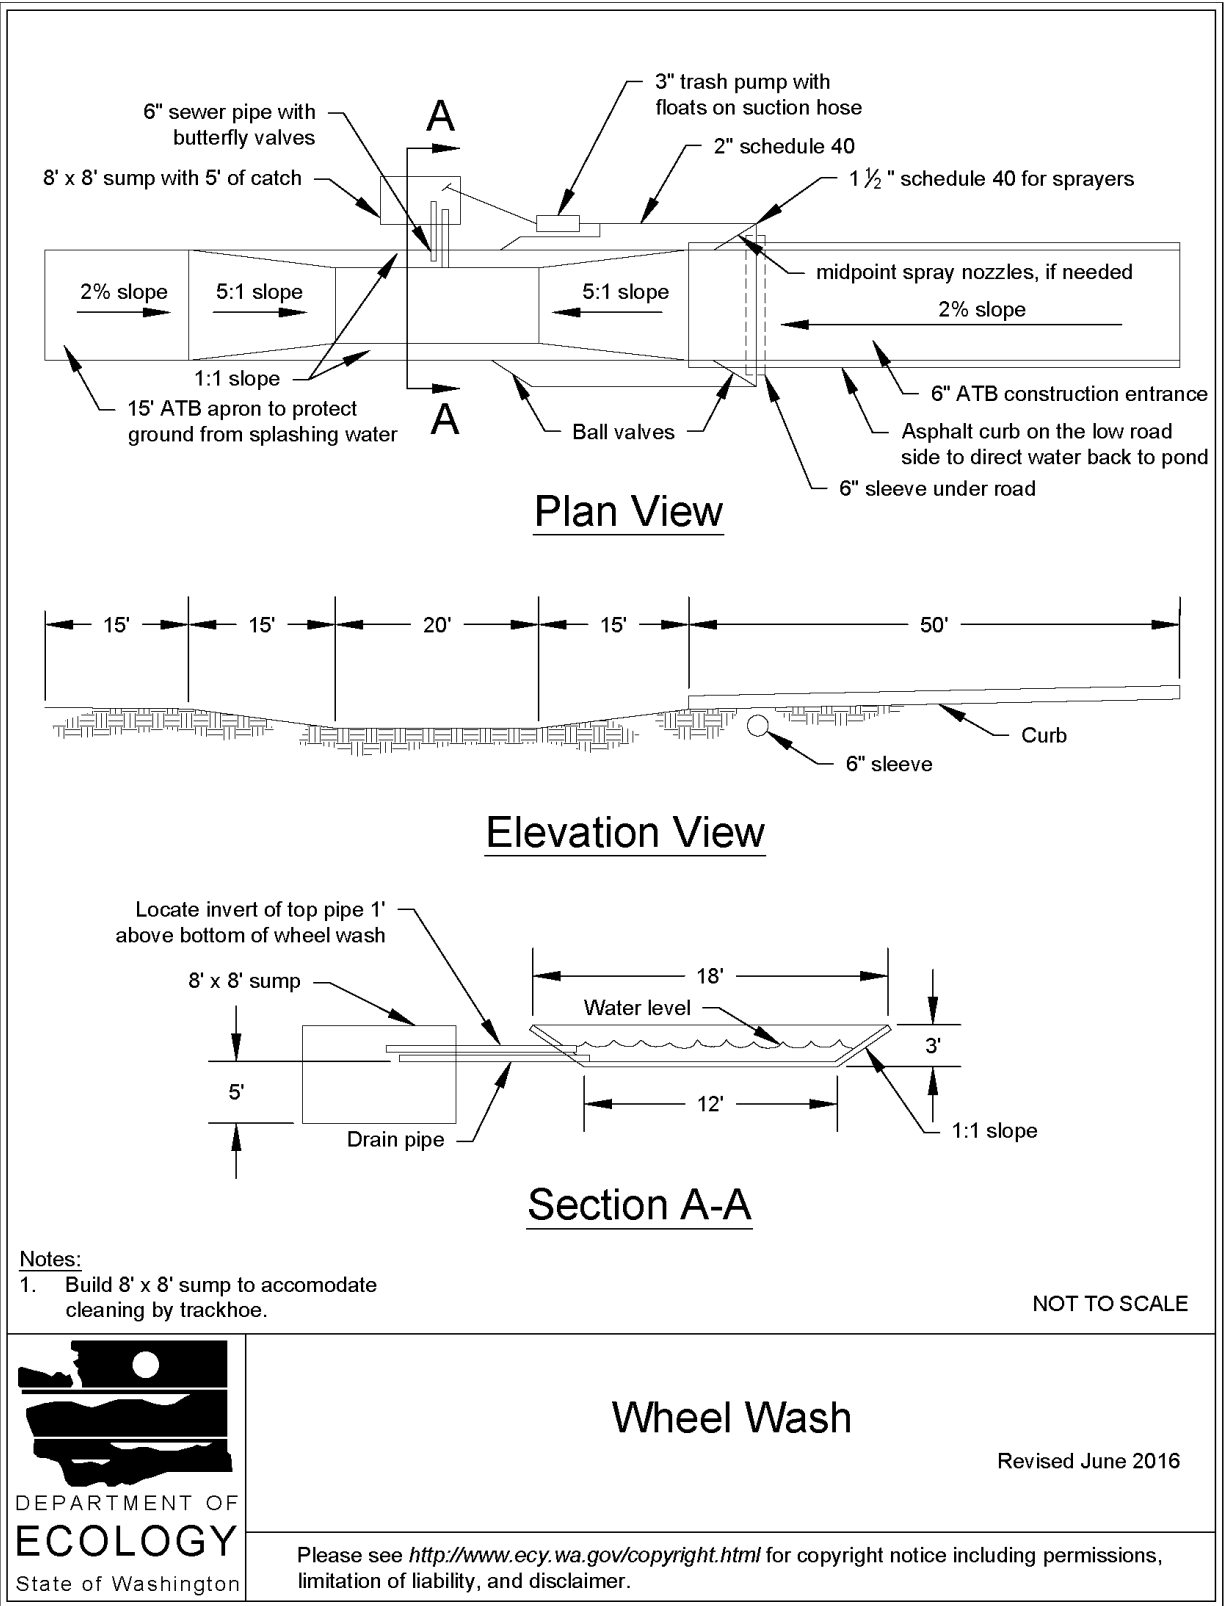 3" trash pump with
floats on suction hose
6" sewer pipe with
butterfly valves
A
2" schedule 40
8' x 8' sump with 5' of catch
1 1/2 " schedule 40 for sprayers
midpoint spray nozzles, if needed
2% slope
5:1 slope
5:1 slope
2% slope
1:1 slope
6" ATB construction entrance
15' ATB apron to protect
ground from splashing water
A
Ball valves
Asphalt curb on the low road
side to direct water back to pond
6" sleeve under road
Plan View
15'
15'
20'
15'
50'
Curb
6" sleeve
Elevation View
Locate invert of top pipe 1'
above bottom of wheel wash
8' x 8' sump
18'
Water level
3'
5'
12'
Drain pipe
1:1 slope
Section A-A
Notes:
1. Build 8' x 8' sump to accomodate
cleaning by trackhoe.
NOT TO SCALE
Wheel Wash
Revised June 2016
DEPARTMENT OF
ECOLOGY
State of Washington
Please see http://www.ecy.wa.gov/copyright.html for copyright notice including permissions,
limitation of liability, and disclaimer.